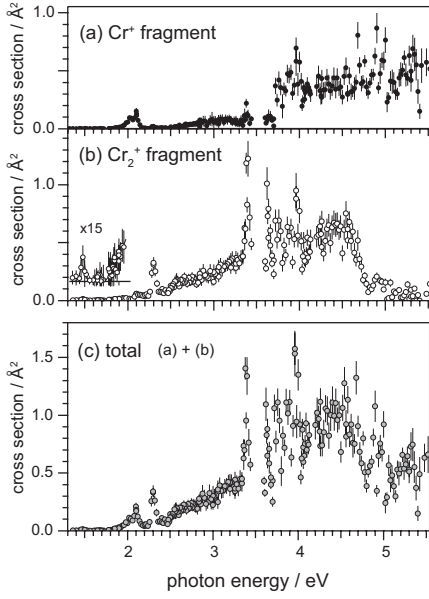 (a) Cr⁺ fragment
cross section / Å²
1.0
0.0
(b) Cr₂⁺ fragment
cross section / Å²
1.0
x15
0.0
(c) total (a) + (b)
cross section / Å²
1.5
1.0
0.5
0.0
2 3 4 5
photon energy / eV